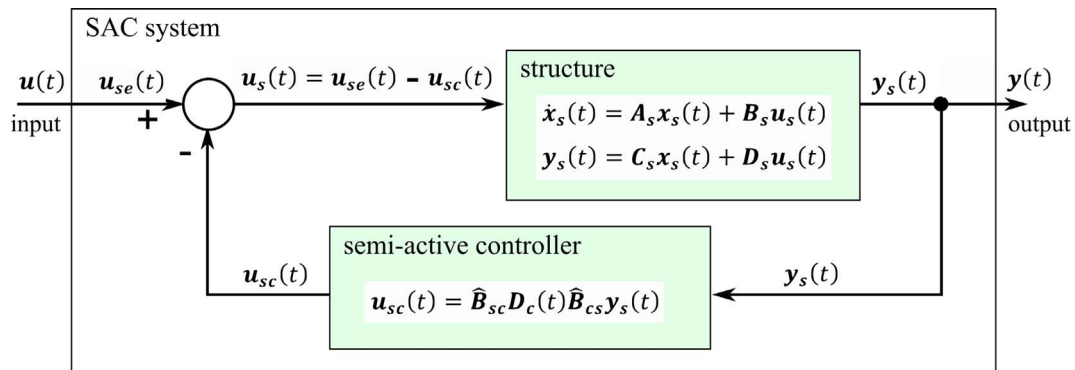 SAC system
u(t)
input
u_se(t)
+
-
u_s(t) = u_se(t) - u_sc(t)
structure
ẋ_s(t) = A_s x_s(t) + B_s u_s(t)
y_s(t) = C_s x_s(t) + D_s u_s(t)
y_s(t)
y(t)
output
semi-active controller
u_sc(t) = B̂_sc D_c(t) B̂_cs y_s(t)
u_sc(t)
y_s(t)